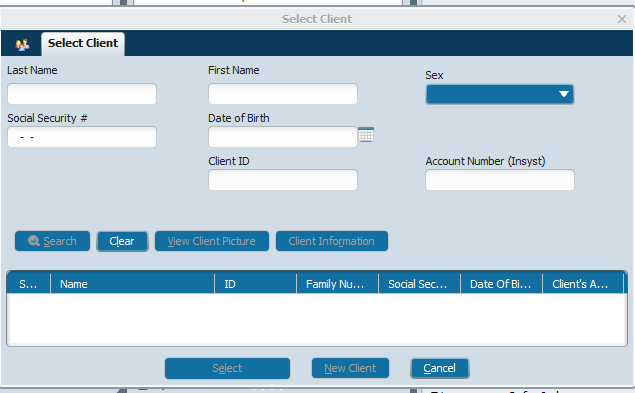 Select Client
Select Client
Last Name
First Name
Sex
Social Security #
- -
Date of Birth
Client ID
Account Number (Insyst)
Search
Clear
View Client Picture
Client Information
S... Name ID Family Nu... Social Sec... Date Of Bi... Client's A...
Select
New Client
Cancel